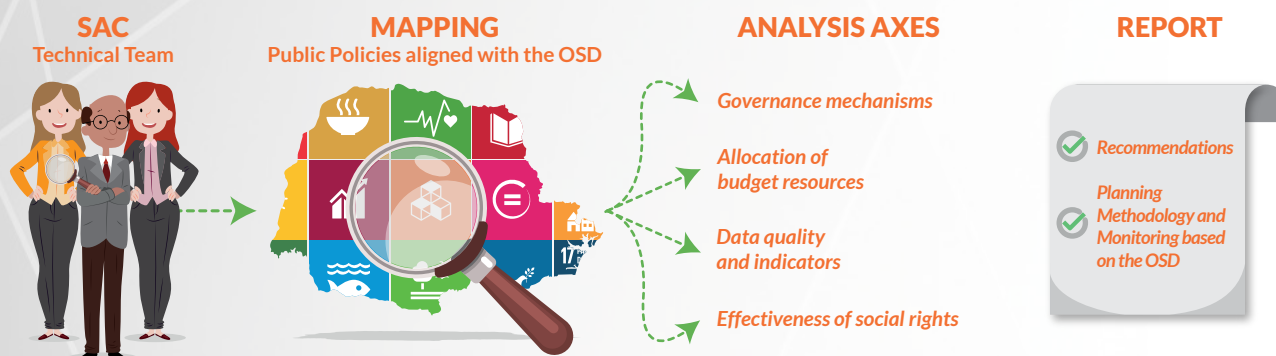 SAC
Technical Team
MAPPING
Public Policies aligned with the OSD
17
ANALYSIS AXES
Governance mechanisms
Allocation of
budget resources
Data quality
and indicators
Effectiveness of social rights
REPORT
Recommendations
Planning
Methodology and
Monitoring based
on the OSD